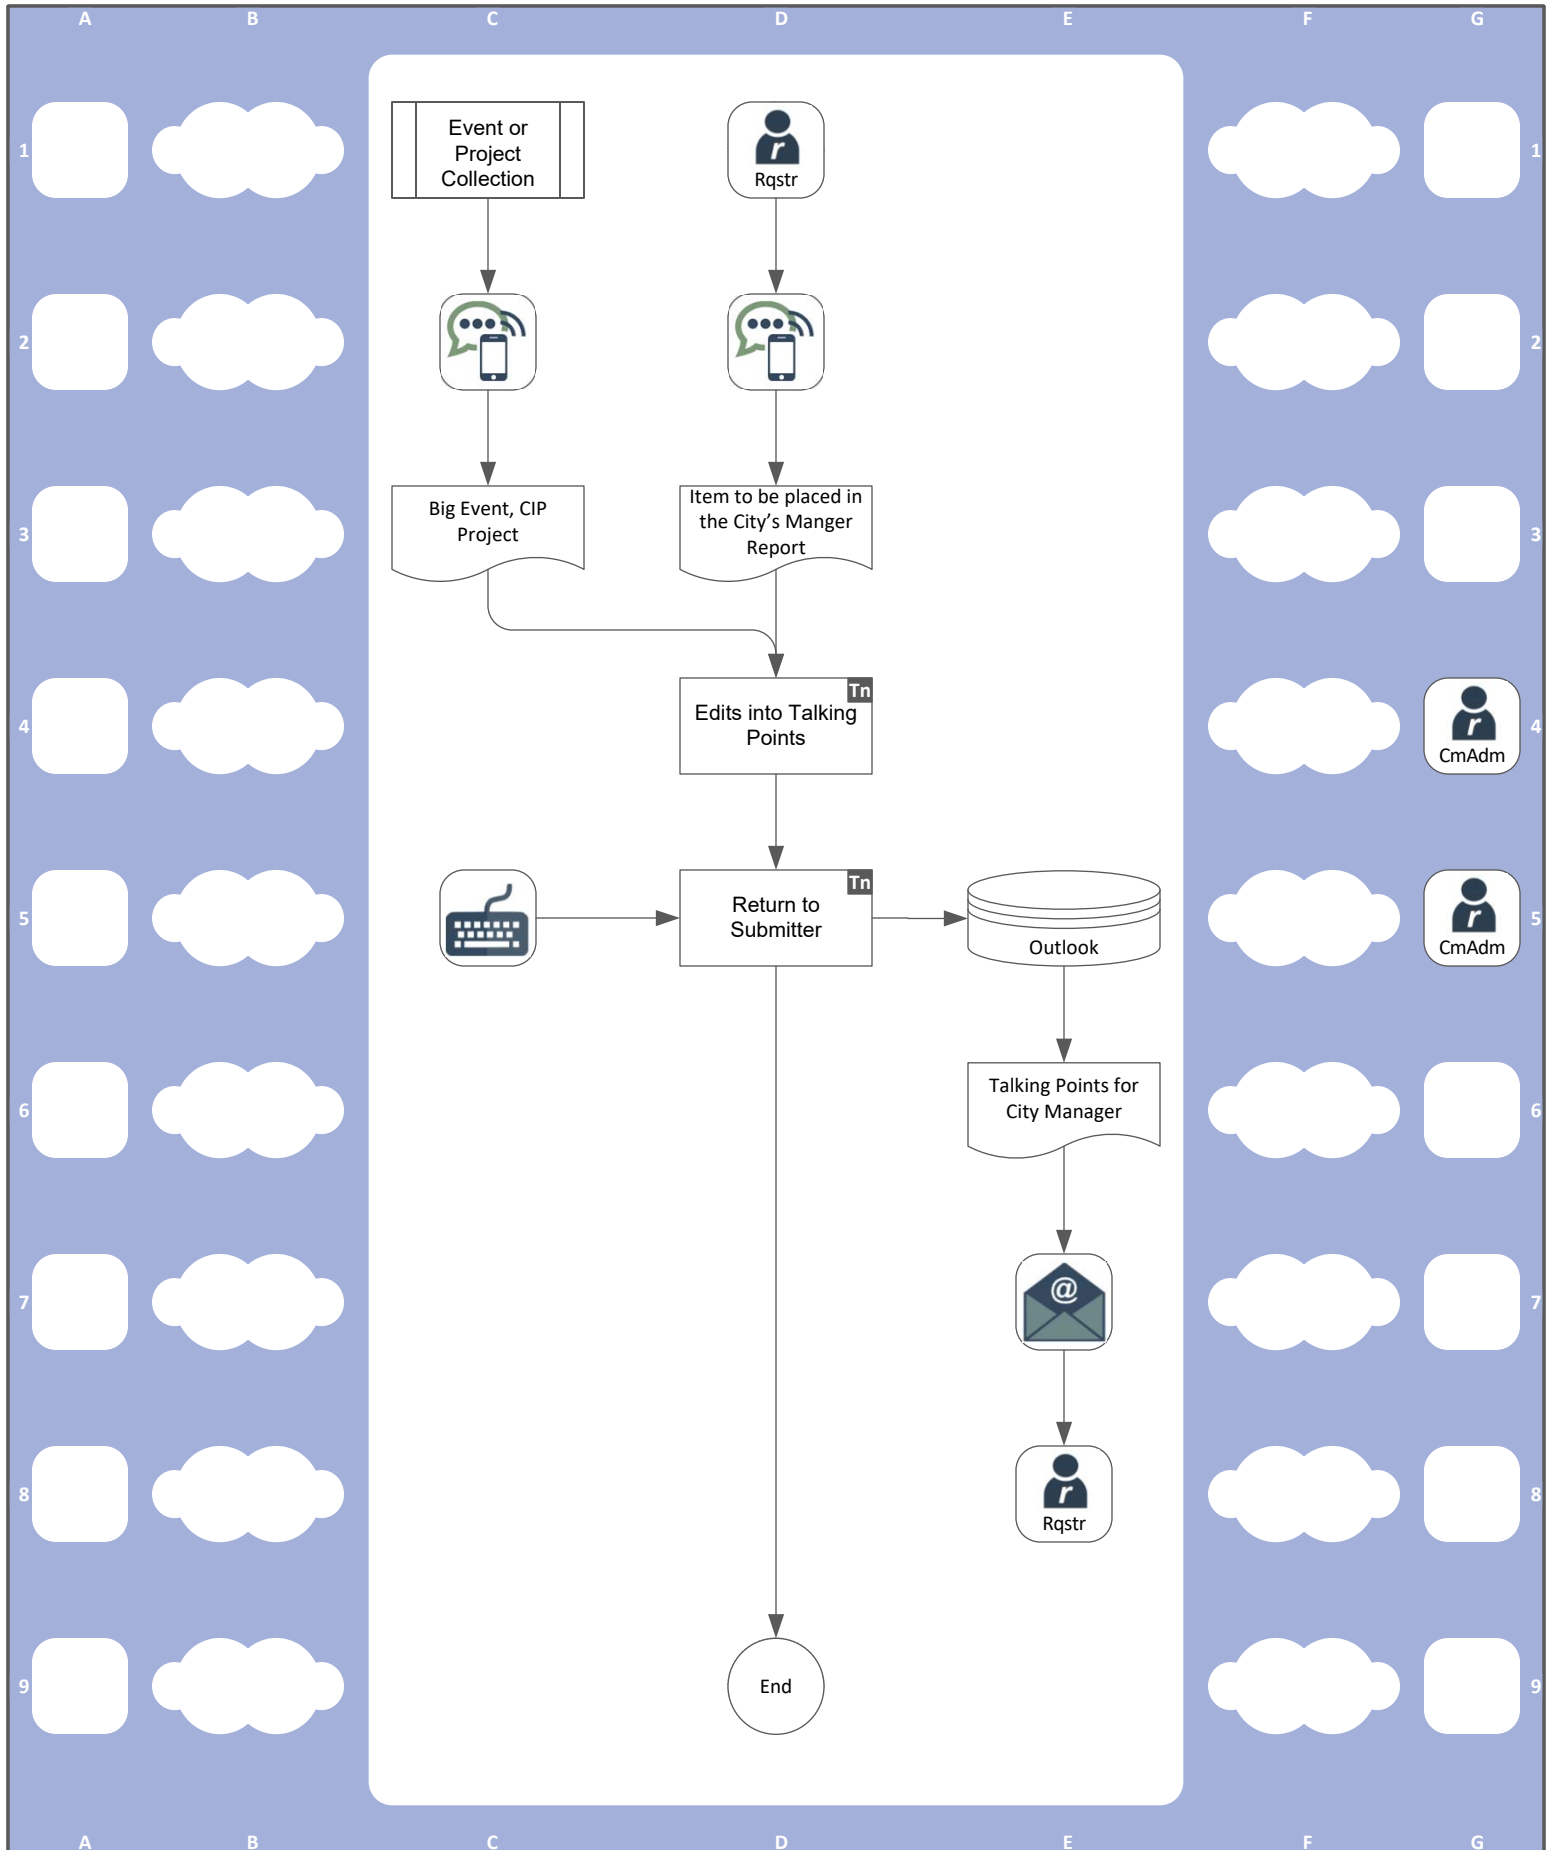 A B C D E F G
1
Event or
Project
Collection
r
Rqstr
1
2
2
3
Big Event, CIP
Project
Item to be placed in
the City's Manger
Report
3
4
Tn
Edits into Talking
Points
r
CmAdm
4
5
Tn
Return to
Submitter
Outlook
r
CmAdm
5
6
Talking Points for
City Manager
6
7
@
7
8
r
Rqstr
8
9
End
9
A B C D E F G